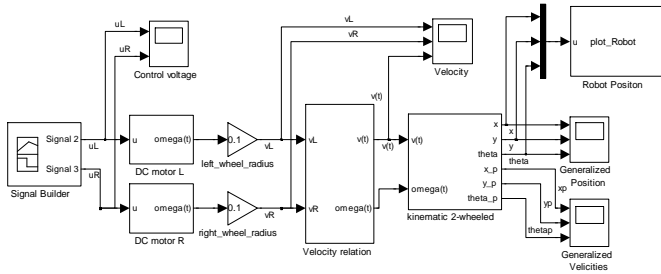 uL
uR
Control voltage
vL
vR
Velocity
v(t)
u
plot_Robot
Robot Positon
Signal 2
Signal 3
Signal Builder
uL
uR
u
omega(t)
DC motor L
u
omega(t)
DC motor R
0.1
left_wheel_radius
vL
0.1
right_wheel_radius
vR
vL
vR
v(t)
omega(t)
Velocity relation
v(t)
v(t)
omega(t)
x
y
theta
x_p
y_p
theta_p
kinematic 2-wheeled
x
y
theta
Generalized
Position
xp
yp
thetap
Generalized
Velicities